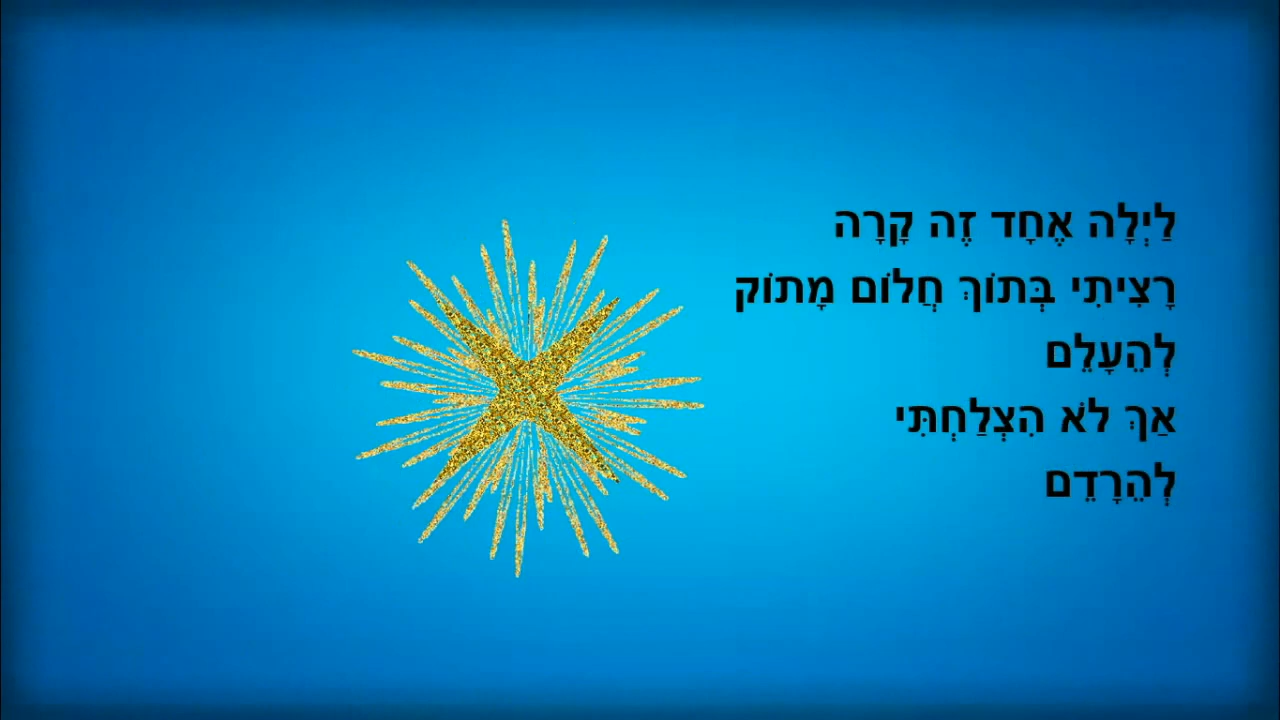 לַיְלָה אֶחָד זֶה קָרָה
רָצִיתִי בְּתוֹךְ חֲלוֹם מָתוֹק
לְהֵעָלֵם
אַךְ לֹא הִצְלַחְתִּי
לְהֵרָדֵם